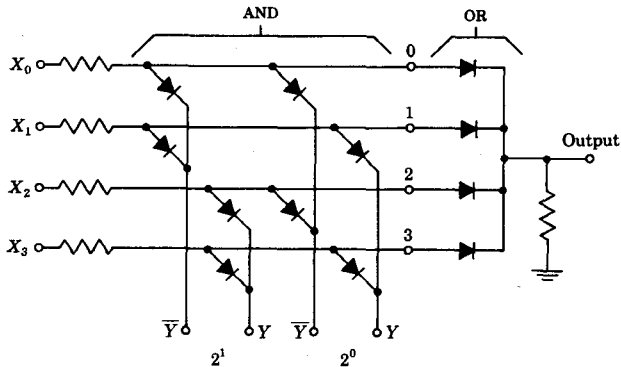 AND OR
0
X₀
1
X₁
Output
2
X₂
3
X₃
Y̅ Y Y̅ Y
2¹ 2⁰